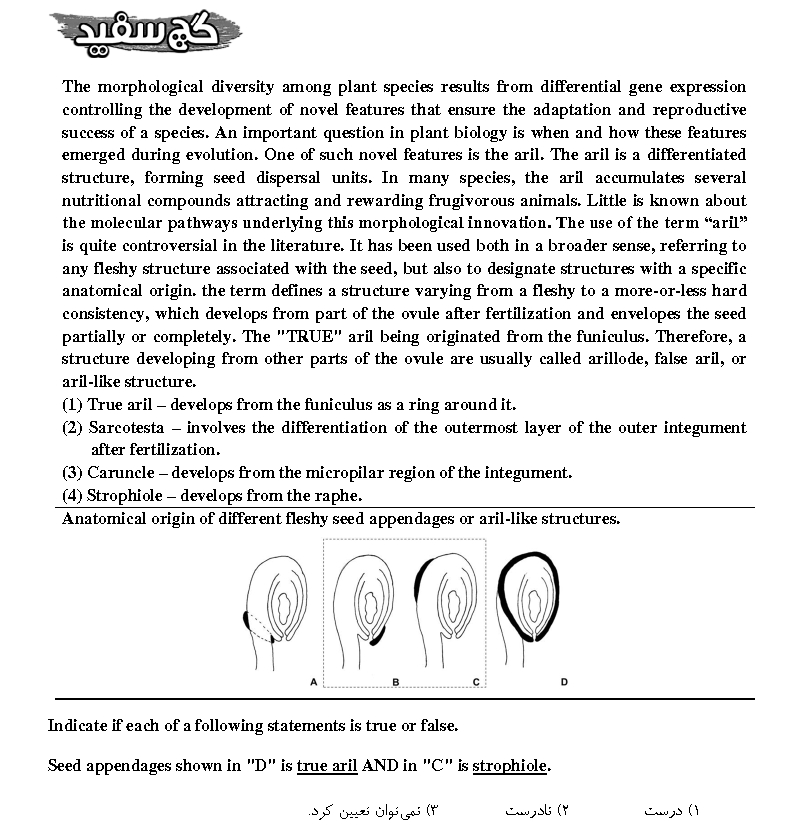 گچ سفید
The morphological diversity among plant species results from differential gene expression
controlling the development of novel features that ensure the adaptation and reproductive
success of a species. An important question in plant biology is when and how these features
emerged during evolution. One of such novel features is the aril. The aril is a differentiated
structure, forming seed dispersal units. In many species, the aril accumulates several
nutritional compounds attracting and rewarding frugivorous animals. Little is known about
the molecular pathways underlying this morphological innovation. The use of the term “aril”
is quite controversial in the literature. It has been used both in a broader sense, referring to
any fleshy structure associated with the seed, but also to designate structures with a specific
anatomical origin. the term defines a structure varying from a fleshy to a more-or-less hard
consistency, which develops from part of the ovule after fertilization and envelopes the seed
partially or completely. The "TRUE" aril being originated from the funiculus. Therefore, a
structure developing from other parts of the ovule are usually called arillode, false aril, or
aril-like structure.
(1) True aril – develops from the funiculus as a ring around it.
(2) Sarcotesta – involves the differentiation of the outermost layer of the outer integument
after fertilization.
(3) Caruncle – develops from the micropilar region of the integument.
(4) Strophiole – develops from the raphe.
Anatomical origin of different fleshy seed appendages or aril-like structures.
A B C D
Indicate if each of a following statements is true or false.
Seed appendages shown in "D" is true aril AND in "C" is strophiole.
۱) درست ۲) نادرست ۳) نمی‌توان تعیین کرد.